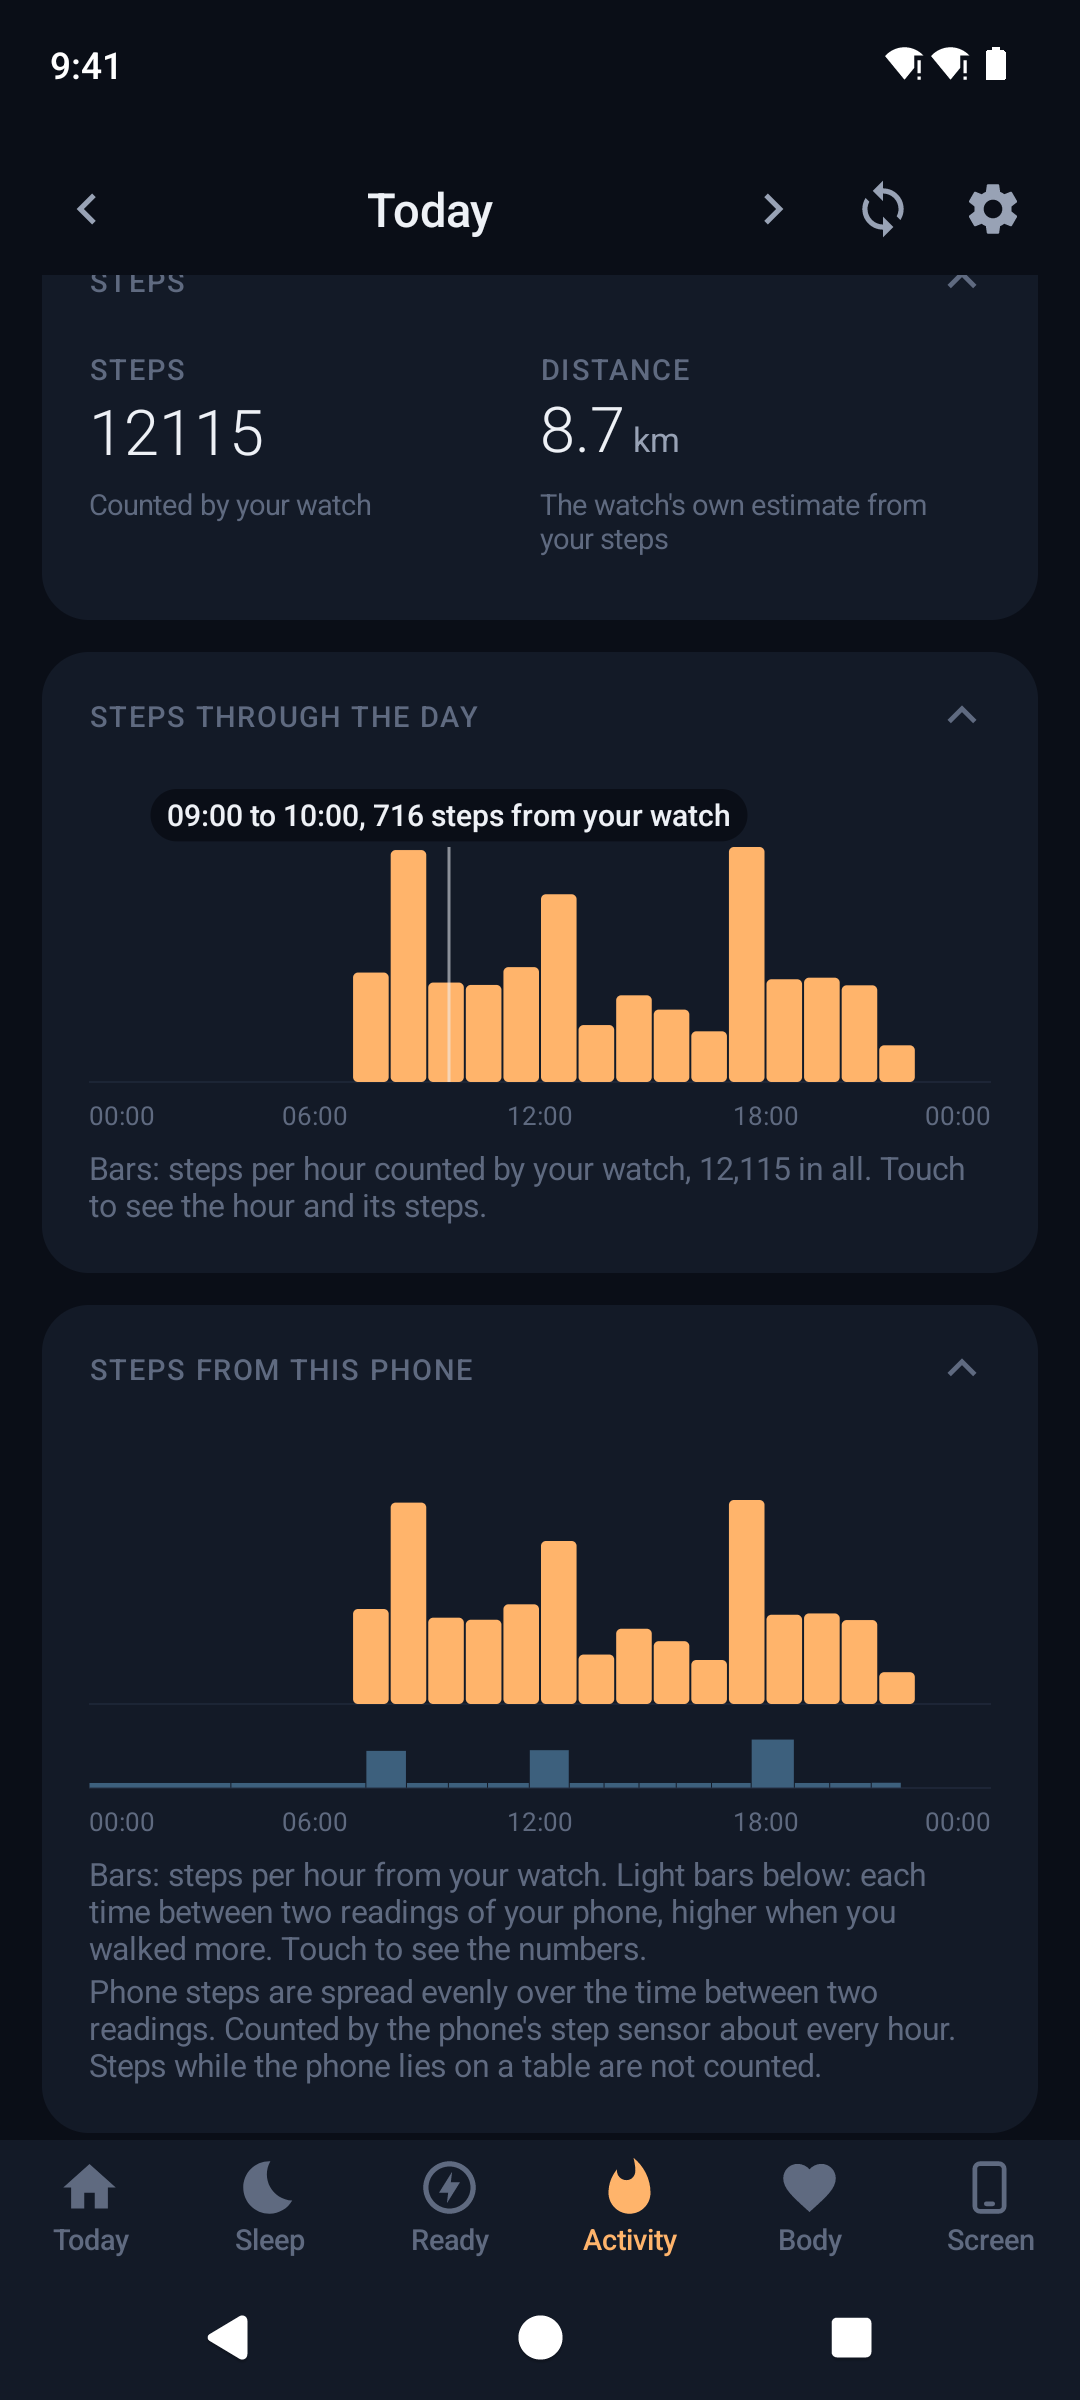 9:41
Today
STEPS
STEPS
DISTANCE
12115
8.7 km
Counted by your watch
The watch's own estimate from
your steps
STEPS THROUGH THE DAY
09:00 to 10:00, 716 steps from your watch
00:00 06:00 12:00 18:00 00:00
Bars: steps per hour counted by your watch, 12,115 in all. Touch
to see the hour and its steps.
STEPS FROM THIS PHONE
00:00 06:00 12:00 18:00 00:00
Bars: steps per hour from your watch. Light bars below: each
time between two readings of your phone, higher when you
walked more. Touch to see the numbers.
Phone steps are spread evenly over the time between two
readings. Counted by the phone's step sensor about every hour.
Steps while the phone lies on a table are not counted.
Today Sleep Ready Activity Body Screen